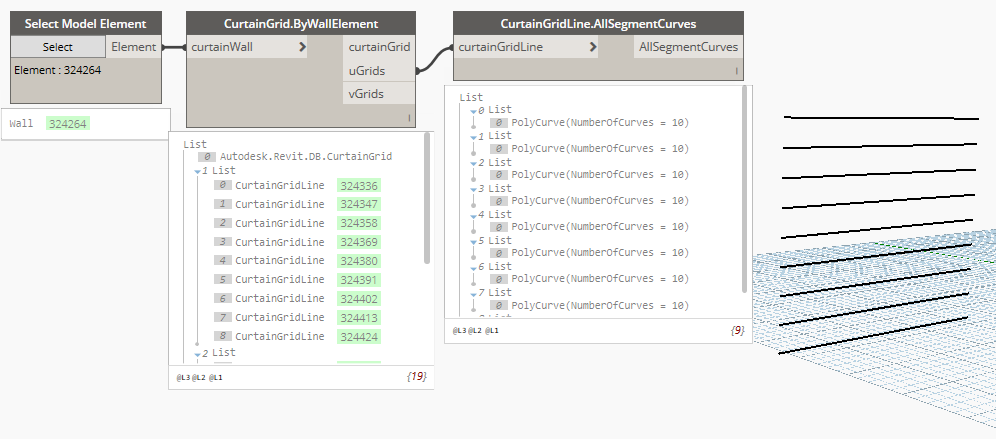 Select Model Element
Select Element
Element : 324264
Wall 324264
CurtainGrid.ByWallElement
curtainWall > curtainGrid
uGrids
vGrids
List
0 Autodesk.Revit.DB.CurtainGrid
1 List
0 CurtainGridLine 324336
1 CurtainGridLine 324347
2 CurtainGridLine 324358
3 CurtainGridLine 324369
4 CurtainGridLine 324380
5 CurtainGridLine 324391
6 CurtainGridLine 324402
7 CurtainGridLine 324413
8 CurtainGridLine 324424
2 List
@L3 @L2 @L1 {19}
CurtainGridLine.AllSegmentCurves
curtainGridLine > AllSegmentCurves
List
0 List
0 PolyCurve(NumberOfCurves = 10)
1 List
0 PolyCurve(NumberOfCurves = 10)
2 List
0 PolyCurve(NumberOfCurves = 10)
3 List
0 PolyCurve(NumberOfCurves = 10)
4 List
0 PolyCurve(NumberOfCurves = 10)
5 List
0 PolyCurve(NumberOfCurves = 10)
6 List
0 PolyCurve(NumberOfCurves = 10)
7 List
0 PolyCurve(NumberOfCurves = 10)
@L3 @L2 @L1 {9}